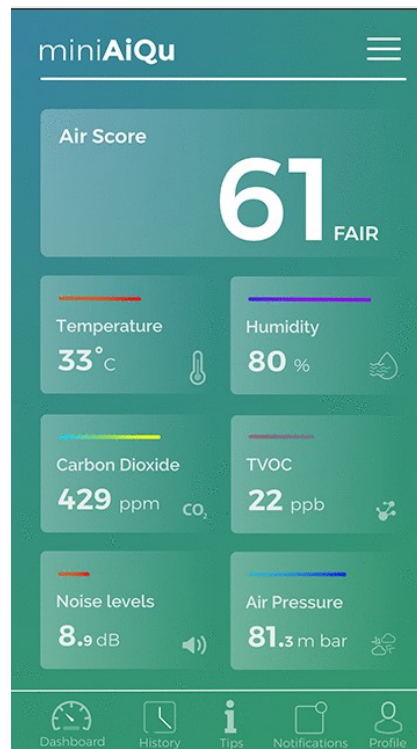 miniAiQu
Air Score
61 FAIR
Temperature
33°C
Humidity
80 %
Carbon Dioxide
429 ppm CO₂
TVOC
22 ppb
Noise levels
8.9 dB
Air Pressure
81.3 m bar
Dashboard History Tips Notifications Profile